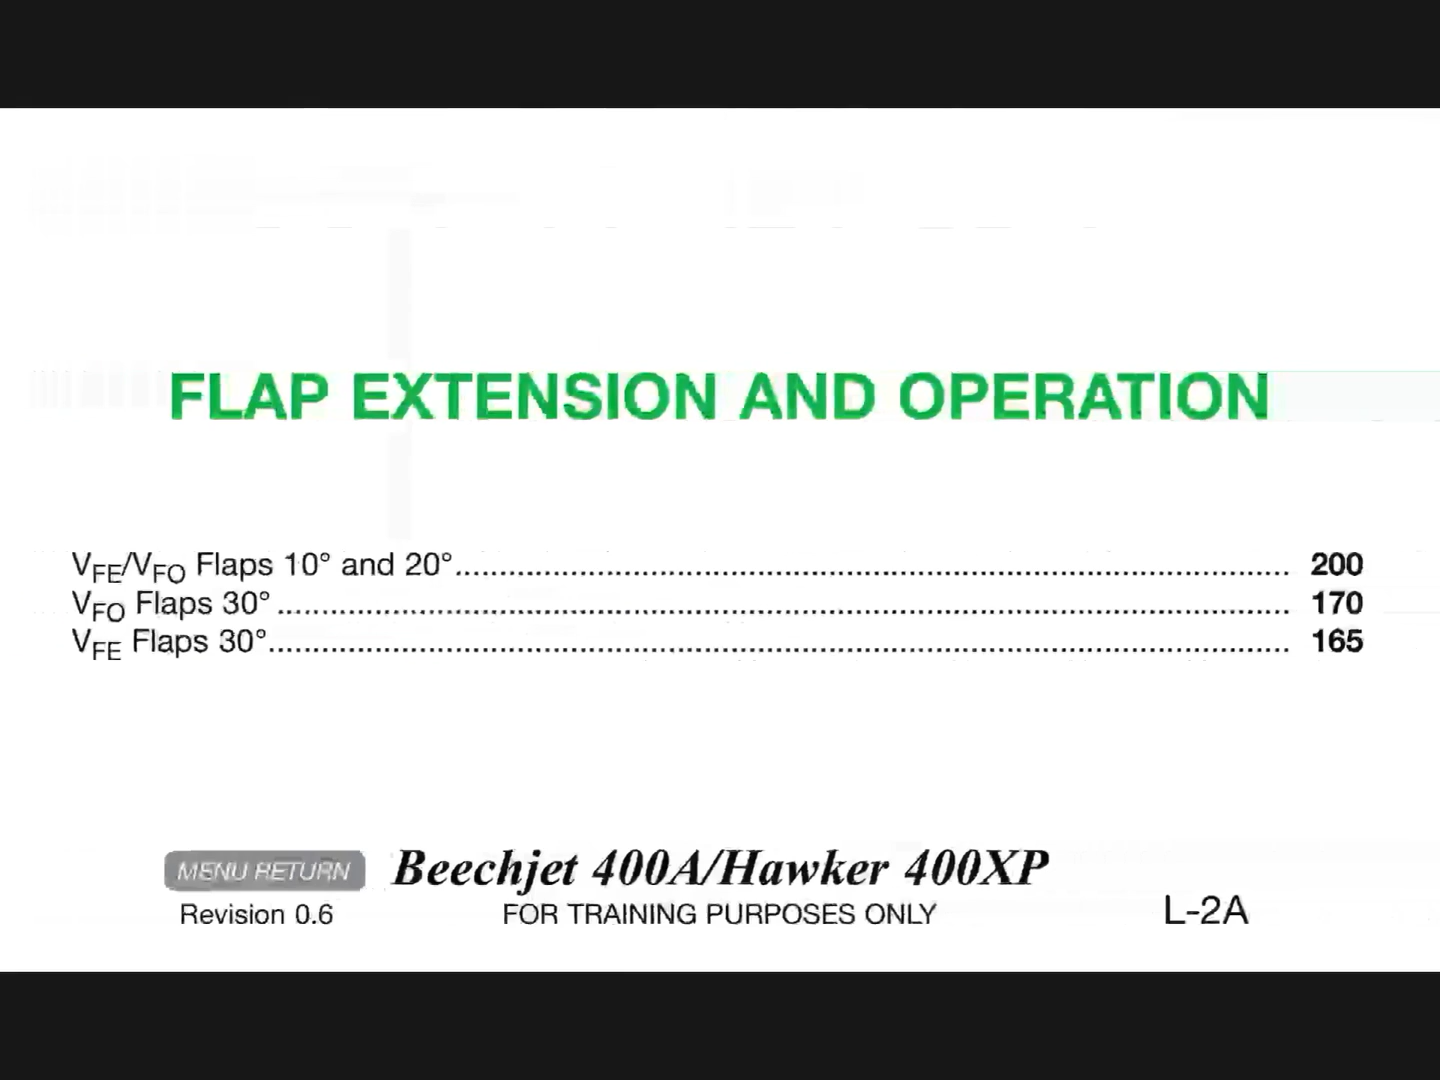 FLAP EXTENSION AND OPERATION
VFE/VFO Flaps 10° and 20°.......................................................................................... 200
VFO Flaps 30° .............................................................................................................. 170
VFE Flaps 30°............................................................................................................... 165
MENU RETURN Beechjet 400A/Hawker 400XP
Revision 0.6 FOR TRAINING PURPOSES ONLY L-2A